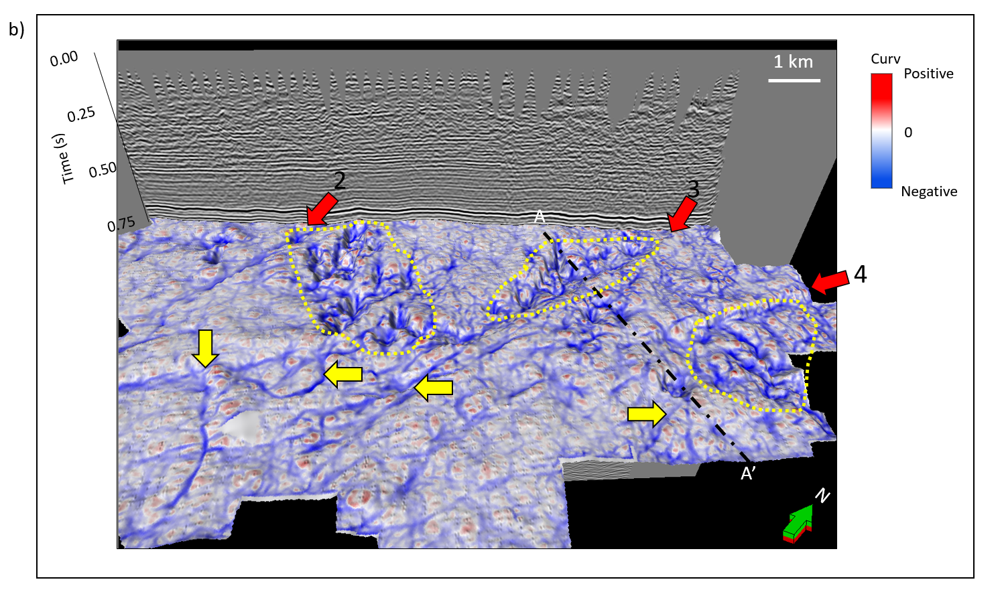 b)
0.00
0.25
0.50
0.75
Time (s)
1 km
Curv
Positive
0
Negative
2
3
4
A
A’
N